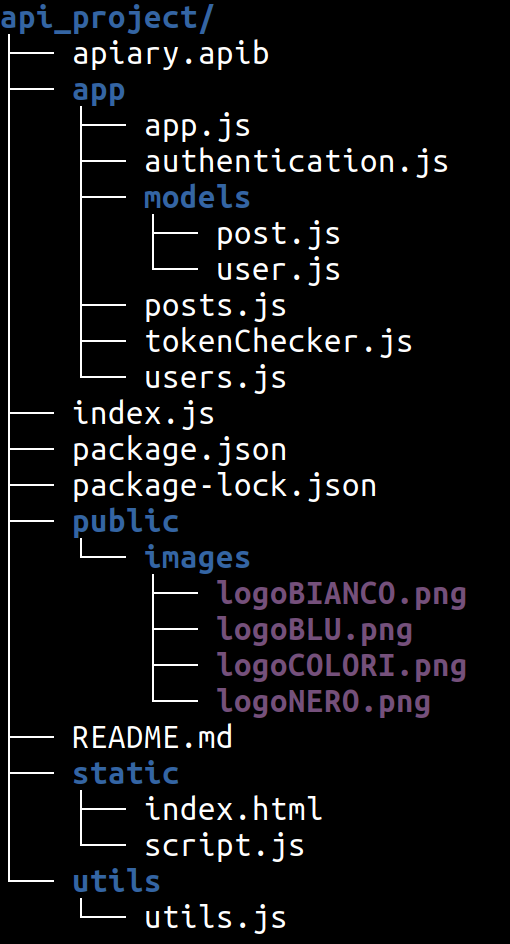 api_project/
apiary.apib
app
app.js
authentication.js
models
post.js
user.js
posts.js
tokenChecker.js
users.js
index.js
package.json
package-lock.json
public
images
logoBIANCO.png
logoBLU.png
logoCOLORI.png
logoNERO.png
README.md
static
index.html
script.js
utils
utils.js